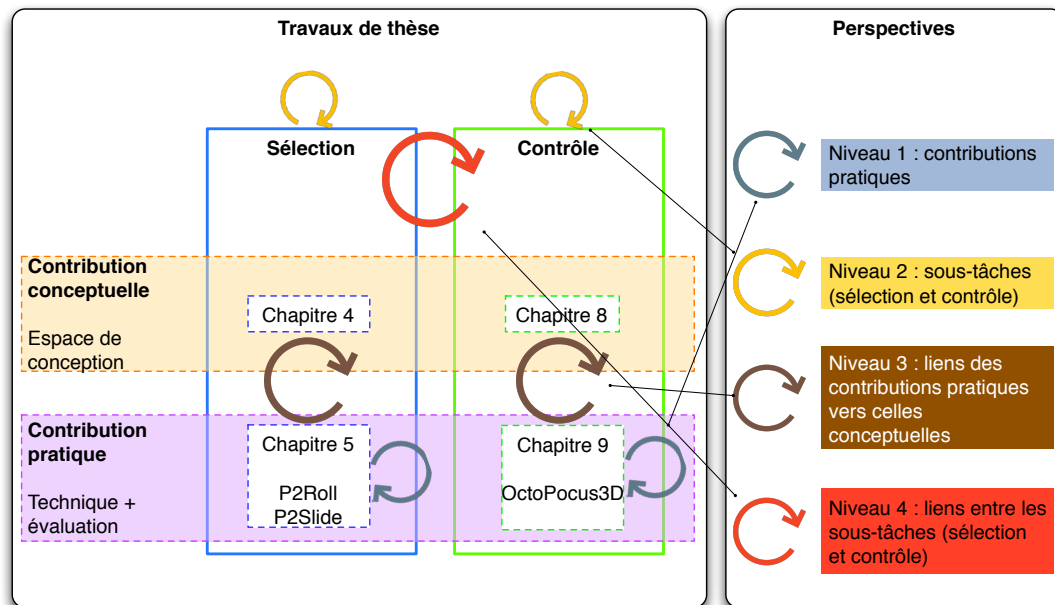 Travaux de thèse
Sélection
Contrôle
Contribution
conceptuelle
Espace de
conception
Chapitre 4
Chapitre 8
Contribution
pratique
Technique +
évaluation
Chapitre 5
P2Roll
P2Slide
Chapitre 9
OctoPocus3D
Perspectives
Niveau 1 : contributions
pratiques
Niveau 2 : sous-tâches
(sélection et contrôle)
Niveau 3 : liens des
contributions pratiques
vers celles
conceptuelles
Niveau 4 : liens entre les
sous-tâches (sélection
et contrôle)